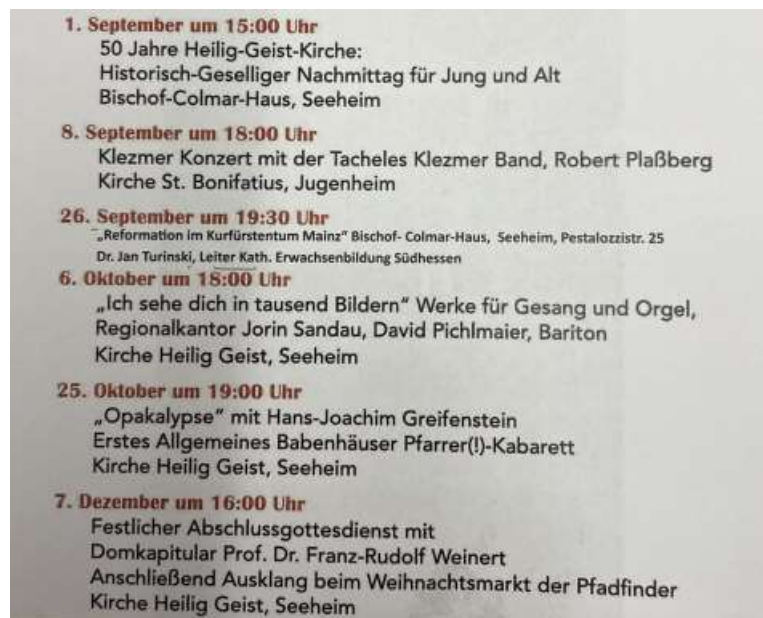 1. September um 15:00 Uhr
50 Jahre Heilig-Geist-Kirche:
Historisch-Geselliger Nachmittag für Jung und Alt
Bischof-Colmar-Haus, Seeheim
8. September um 18:00 Uhr
Klezmer Konzert mit der Tacheles Klezmer Band, Robert Plaßberg
Kirche St. Bonifatius, Jugenheim
26. September um 19:30 Uhr
„Reformation im Kurfürstentum Mainz“ Bischof- Colmar-Haus, Seeheim, Pestalozzistr. 25
Dr. Jan Turinski, Leiter Kath. Erwachsenbildung Südhessen
6. Oktober um 18:00 Uhr
„Ich sehe dich in tausend Bildern“ Werke für Gesang und Orgel,
Regionalkantor Jorin Sandau, David Pichlmaier, Bariton
Kirche Heilig Geist, Seeheim
25. Oktober um 19:00 Uhr
„Opakalypse“ mit Hans-Joachim Greifenstein
Erstes Allgemeines Babenhäuser Pfarrer(!)-Kabarett
Kirche Heilig Geist, Seeheim
7. Dezember um 16:00 Uhr
Festlicher Abschlussgottesdienst mit
Domkapitular Prof. Dr. Franz-Rudolf Weinert
Anschließend Ausklang beim Weihnachtsmarkt der Pfadfinder
Kirche Heilig Geist, Seeheim